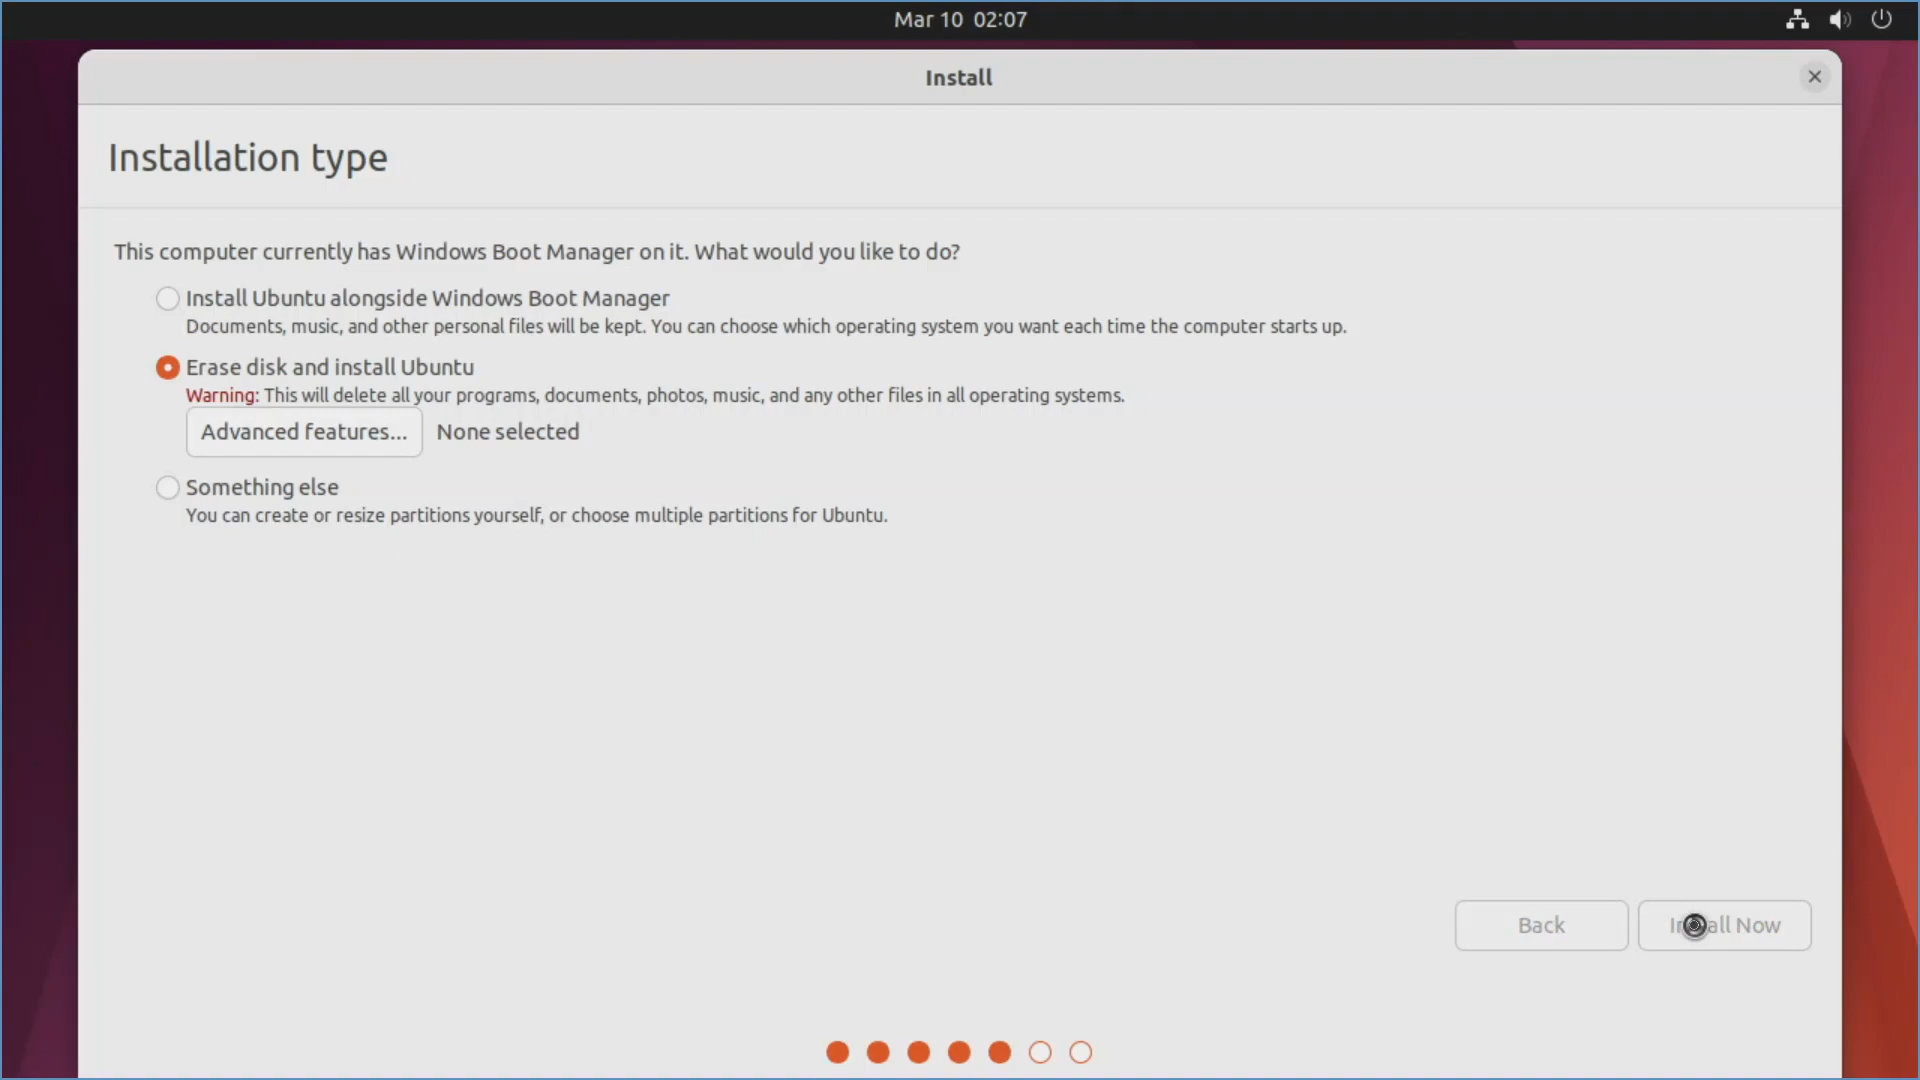 Mar 10 02:07
Install
Installation type
This computer currently has Windows Boot Manager on it. What would you like to do?
Install Ubuntu alongside Windows Boot Manager
Documents, music, and other personal files will be kept. You can choose which operating system you want each time the computer starts up.
Erase disk and install Ubuntu
Warning: This will delete all your programs, documents, photos, music, and any other files in all operating systems.
Advanced features... None selected
Something else
You can create or resize partitions yourself, or choose multiple partitions for Ubuntu.
Back Install Now